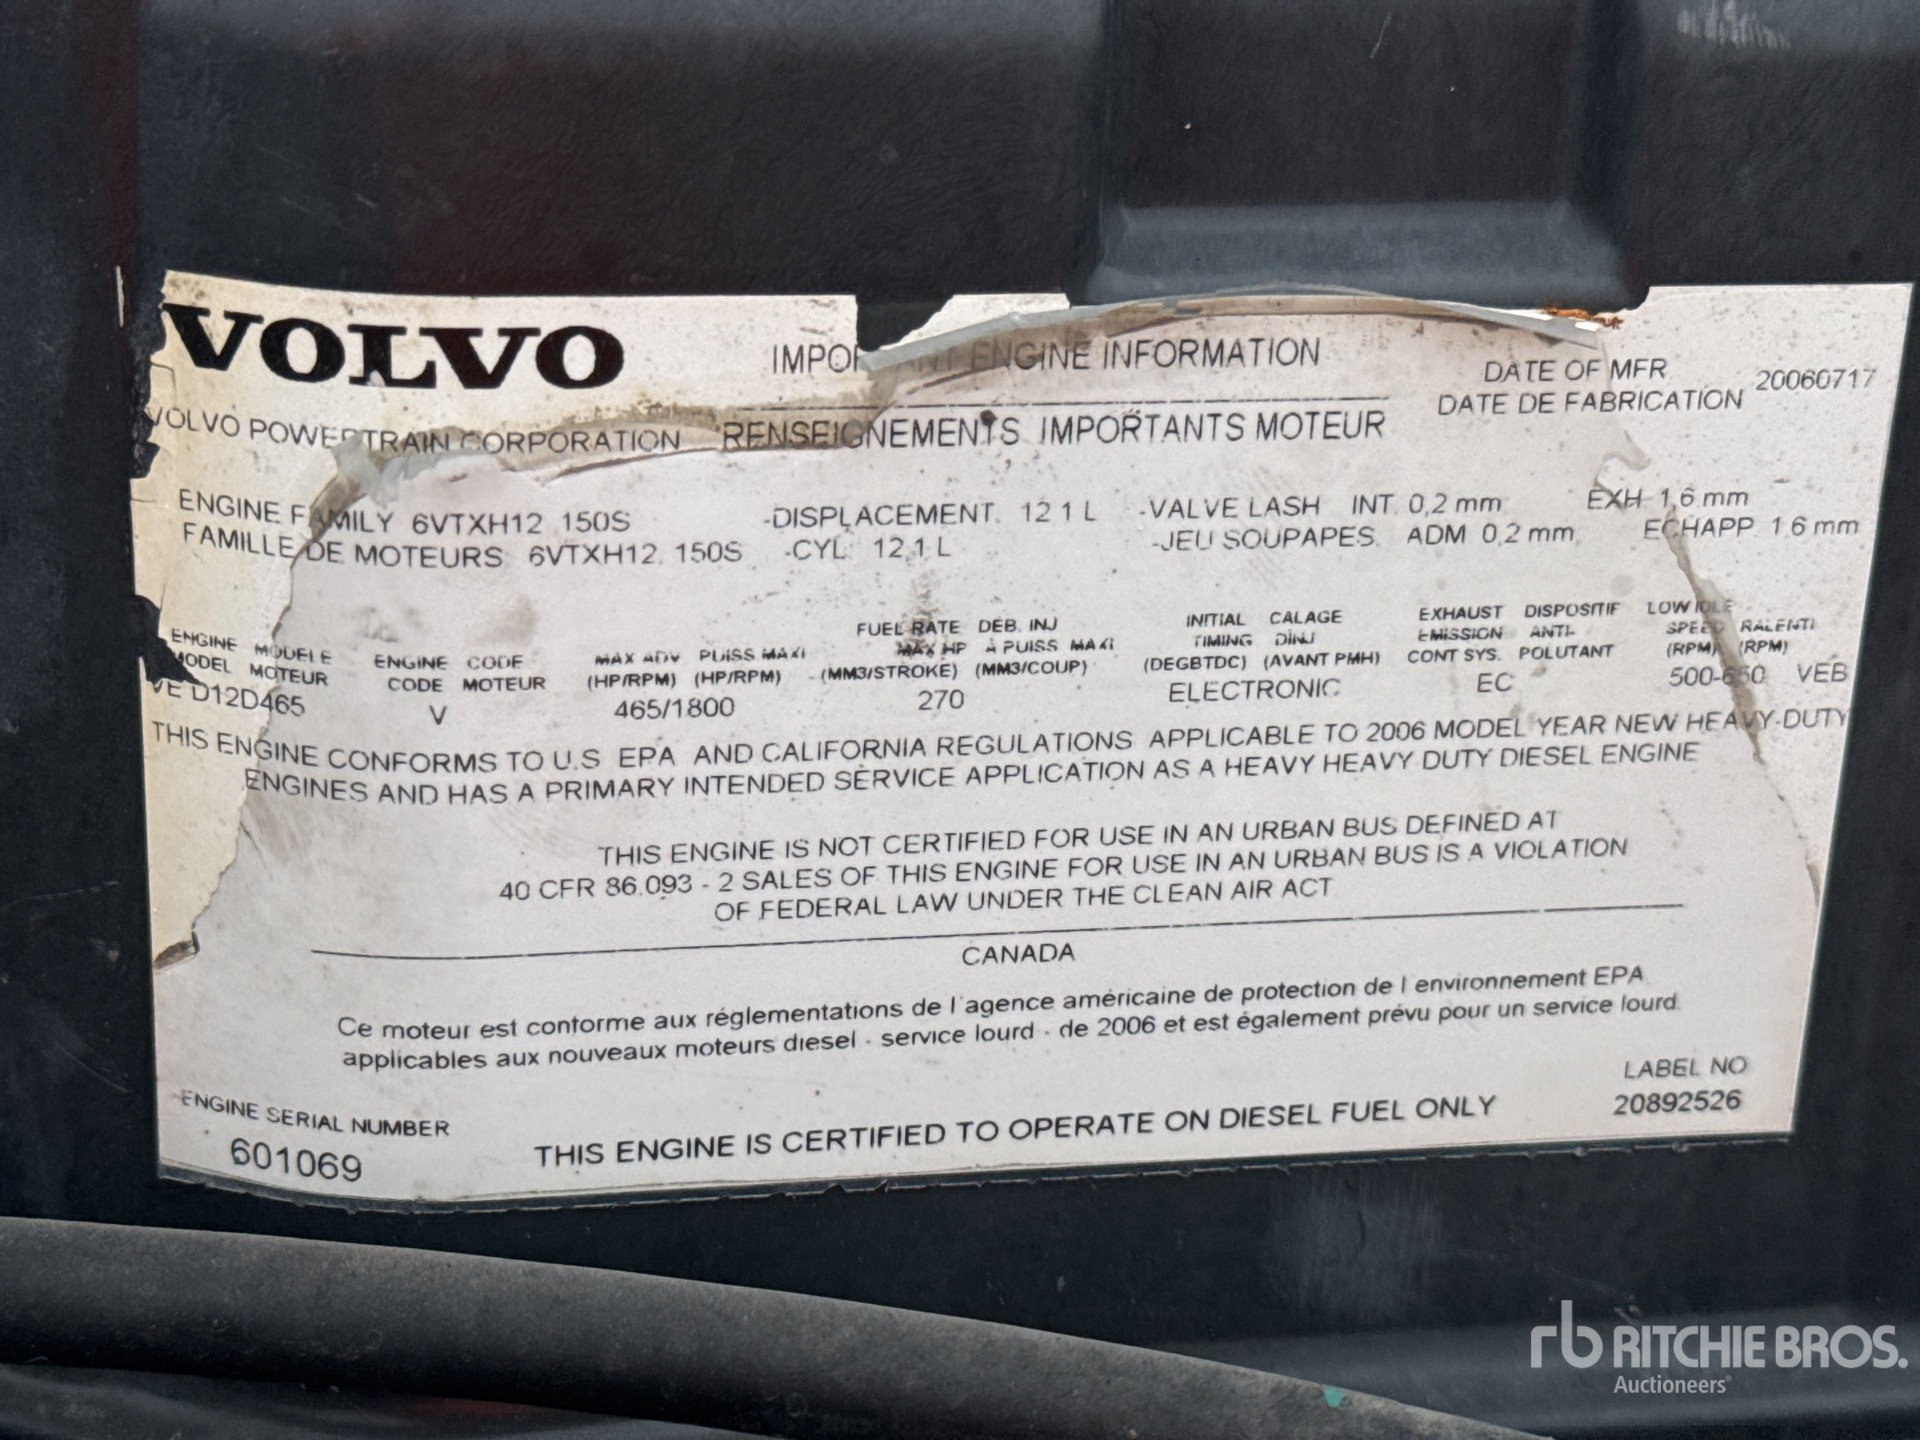 VOLVO
IMPORTANT ENGINE INFORMATION
DATE OF MFR 20060717
DATE DE FABRICATION
VOLVO POWERTRAIN CORPORATION RENSEIGNEMENTS IMPORTANTS MOTEUR
ENGINE FAMILY 6VTXH12 150S -DISPLACEMENT. 12 1 L -VALVE LASH INT. 0,2 mm EXH 1,6 mm
FAMILLE DE MOTEURS 6VTXH12. 150S -CYL. 12,1 L -JEU SOUPAPES. ADM 0.2 mm, ECHAPP 1.6 mm
ENGINE MODELE ENGINE CODE MAX ADV PUISS MAXI FUEL RATE DÉB. INJ INITIAL CALAGE EXHAUST DISPOSITIF LOW IDLE
MODEL MOTEUR CODE MOTEUR (HP/RPM) (HP/RPM) MAX HP À PUISS MAXI TIMING DINJ EMISSION ANTI- SPEED RALENTI
(MM3/STROKE) (MM3/COUP) (DEGBTDC) (AVANT PMH) CONT SYS. POLUTANT (RPM) (RPM)
VE D12D465 V 465/1800 270 ELECTRONIC EC 500-650 VEB
THIS ENGINE CONFORMS TO U.S EPA AND CALIFORNIA REGULATIONS APPLICABLE TO 2006 MODEL YEAR NEW HEAVY-DUTY
ENGINES AND HAS A PRIMARY INTENDED SERVICE APPLICATION AS A HEAVY HEAVY-DUTY DIESEL ENGINE
THIS ENGINE IS NOT CERTIFIED FOR USE IN AN URBAN BUS DEFINED AT
40 CFR 86.093 - 2 SALES OF THIS ENGINE FOR USE IN AN URBAN BUS IS A VIOLATION
OF FEDERAL LAW UNDER THE CLEAN AIR ACT
CANADA
Ce moteur est conforme aux réglementations de l'agence américaine de protection de l environnement EPA
applicables aux nouveaux moteurs diesel - service lourd - de 2006 et est également prévu pour un service lourd.
LABEL NO
20892526
ENGINE SERIAL NUMBER
601069
THIS ENGINE IS CERTIFIED TO OPERATE ON DIESEL FUEL ONLY
rb RITCHIE BROS.
Auctioneers